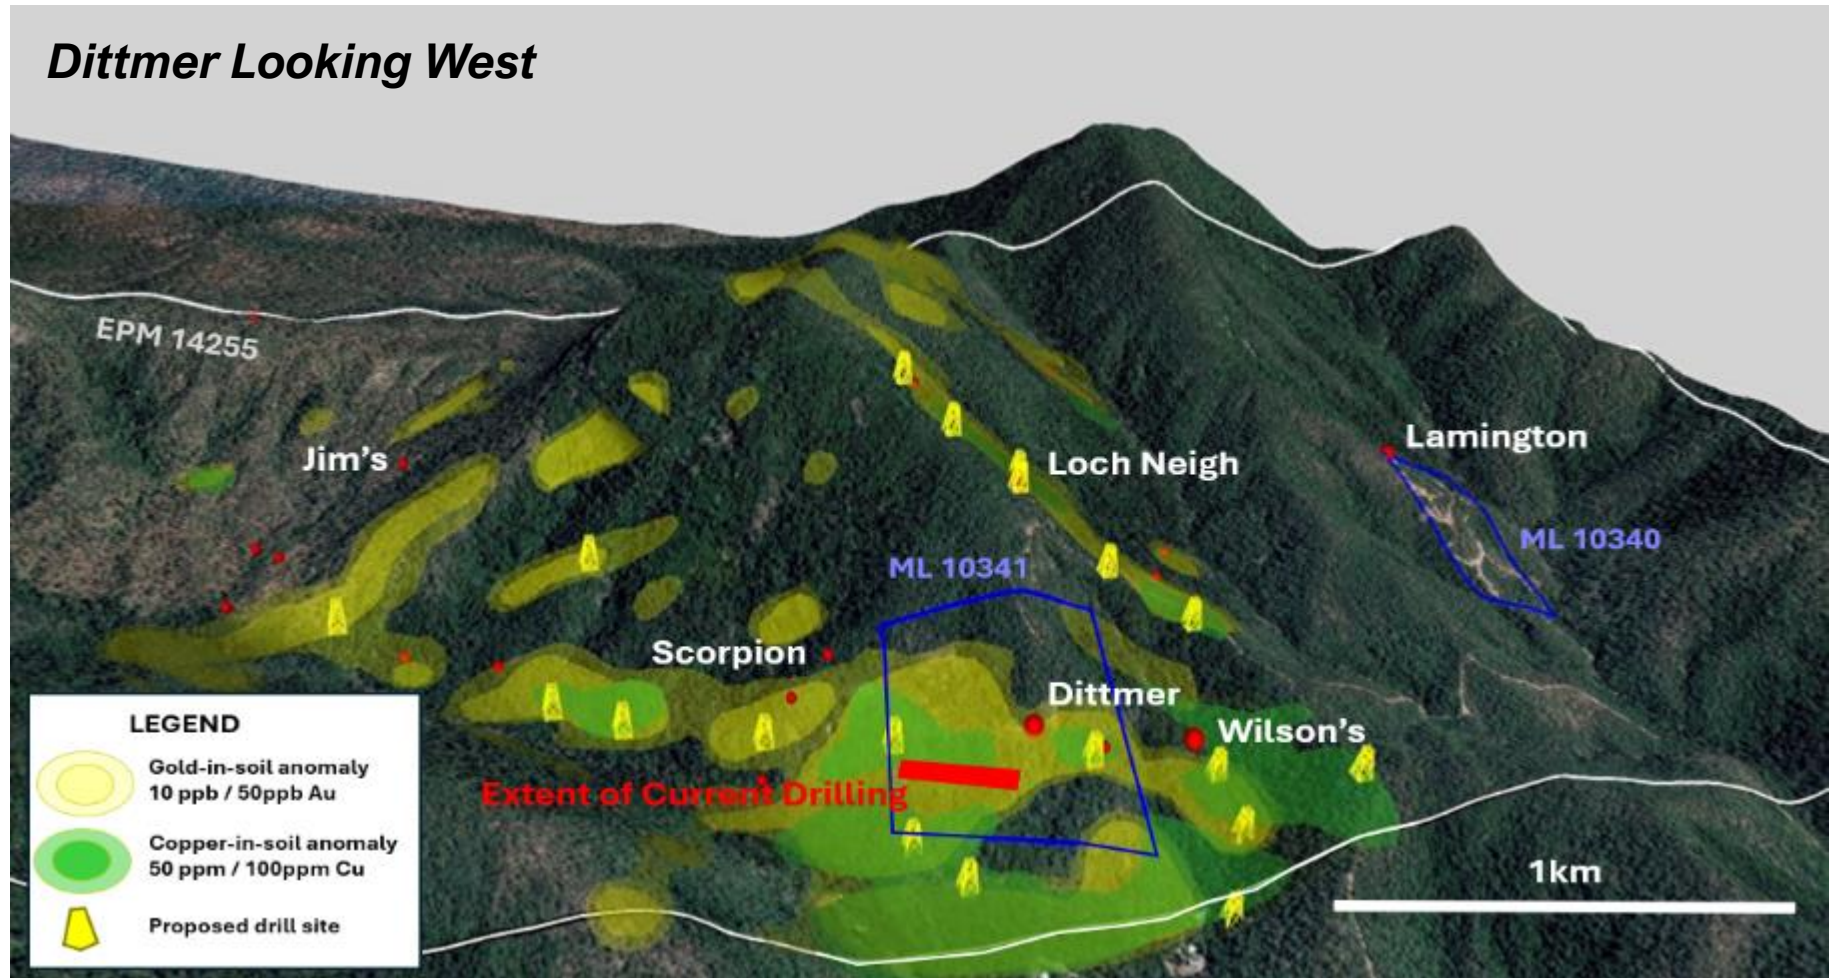 Dittmer Looking West
EPM 14255
Jim's
Loch Neigh
Lamington
ML 10340
ML 10341
Scorpion
Dittmer
Wilson's
Extent of Current Drilling
1km
LEGEND
Gold-in-soil anomaly
10 ppb / 50ppb Au
Copper-in-soil anomaly
50 ppm / 100ppm Cu
Proposed drill site